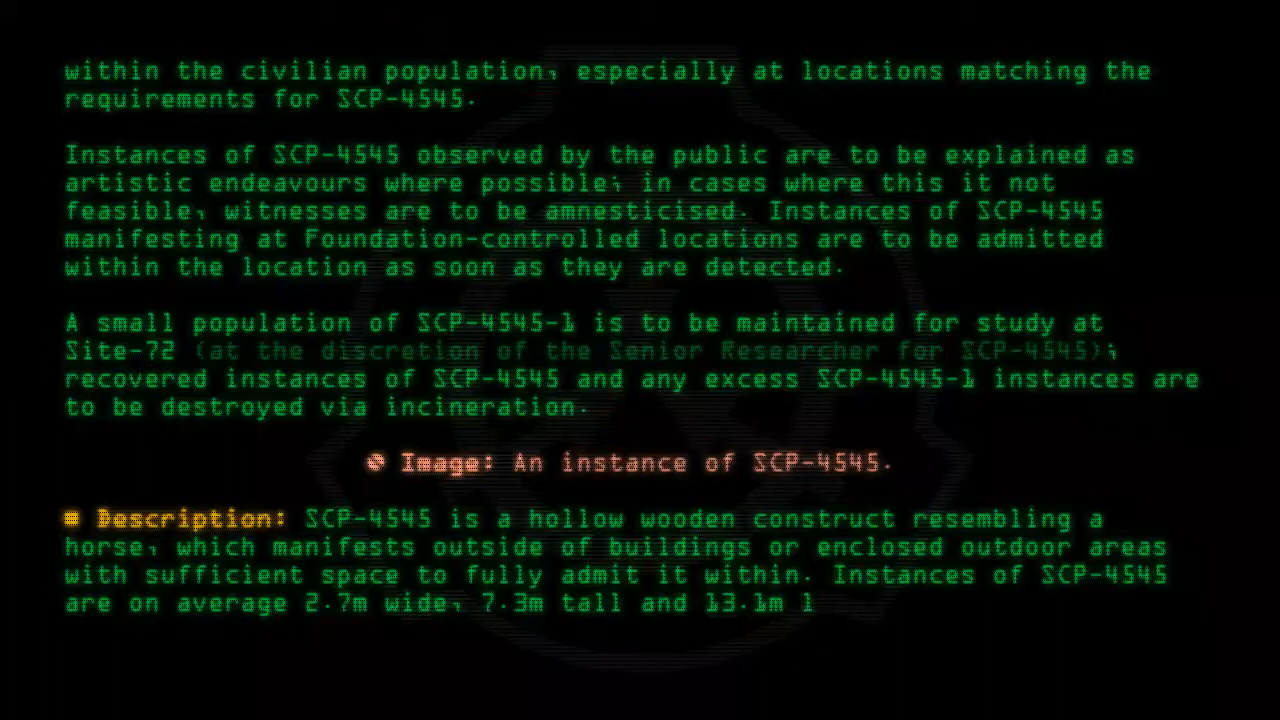 within the civilian population, especially at locations matching the
requirements for SCP-4545.
Instances of SCP-4545 observed by the public are to be explained as
artistic endeavours where possible; in cases where this it not
feasible, witnesses are to be amnesticised. Instances of SCP-4545
manifesting at Foundation-controlled locations are to be admitted
within the location as soon as they are detected.
A small population of SCP-4545-1 is to be maintained for study at
Site-72 (at the discretion of the Senior Researcher for SCP-4545);
recovered instances of SCP-4545 and any excess SCP-4545-1 instances are
to be destroyed via incineration.
● Image: An instance of SCP-4545.
■ Description: SCP-4545 is a hollow wooden construct resembling a
horse, which manifests outside of buildings or enclosed outdoor areas
with sufficient space to fully admit it within. Instances of SCP-4545
are on average 2.7m wide, 7.3m tall and 13.1m l